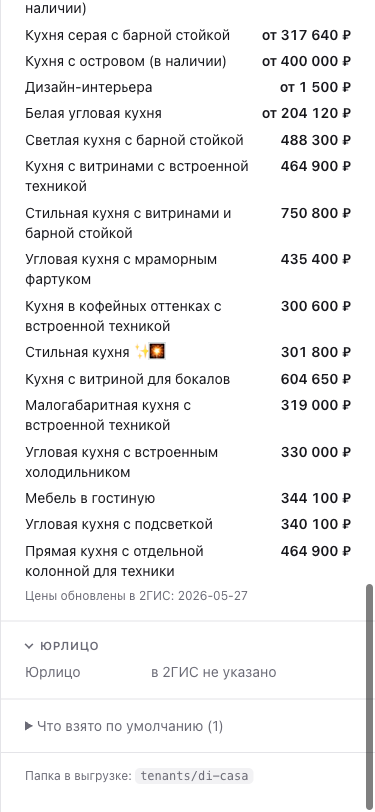 наличии)
Кухня серая с барной стойкой от 317 640 ₽
Кухня с островом (в наличии) от 400 000 ₽
Дизайн-интерьера от 1 500 ₽
Белая угловая кухня от 204 120 ₽
Светлая кухня с барной стойкой 488 300 ₽
Кухня с витринами с встроенной 464 900 ₽
техникой
Стильная кухня с витринами и 750 800 ₽
барной стойкой
Угловая кухня с мраморным 435 400 ₽
фартуком
Кухня в кофейных оттенках с 300 600 ₽
встроенной техникой
Стильная кухня ✨💥 301 800 ₽
Кухня с витриной для бокалов 604 650 ₽
Малогабаритная кухня с 319 000 ₽
встроенной техникой
Угловая кухня с встроенным 330 000 ₽
холодильником
Мебель в гостиную 344 100 ₽
Угловая кухня с подсветкой 340 100 ₽
Прямая кухня с отдельной 464 900 ₽
колонной для техники
Цены обновлены в 2ГИС: 2026-05-27
ЮРЛИЦО
Юрлицо в 2ГИС не указано
Что взято по умолчанию (1)
Папка в выгрузке: tenants/di-casa